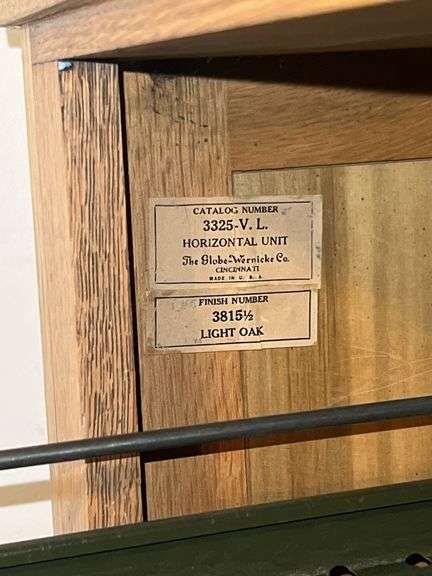 CATALOG NUMBER
3325-V. L.
HORIZONTAL UNIT
The Globe-Wernicke Co.
CINCINNATI
MADE IN U. S. A.
FINISH NUMBER
3815½
LIGHT OAK